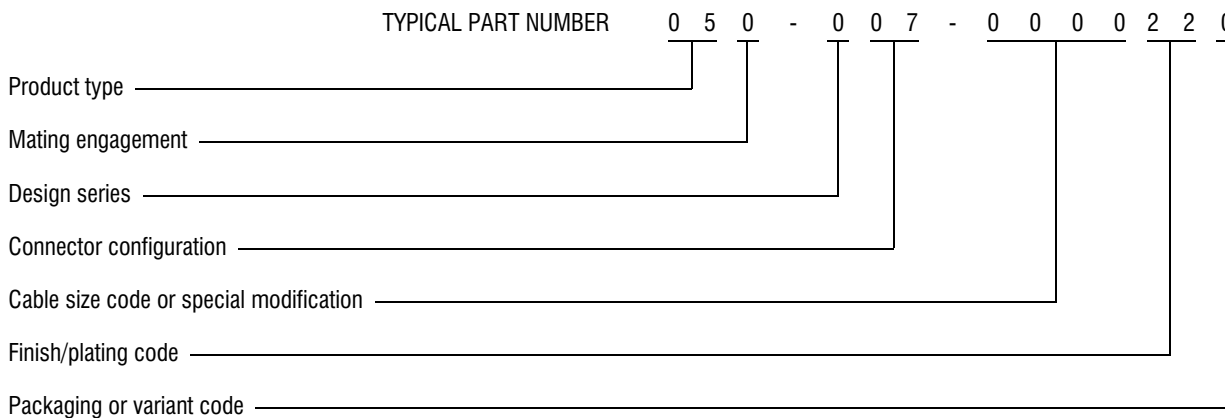 TYPICAL PART NUMBER 0 5 0 - 0 0 7 - 0 0 0 0 2 2
Product type
Mating engagement
Design series
Connector configuration
Cable size code or special modification
Finish/plating code
Packaging or variant code